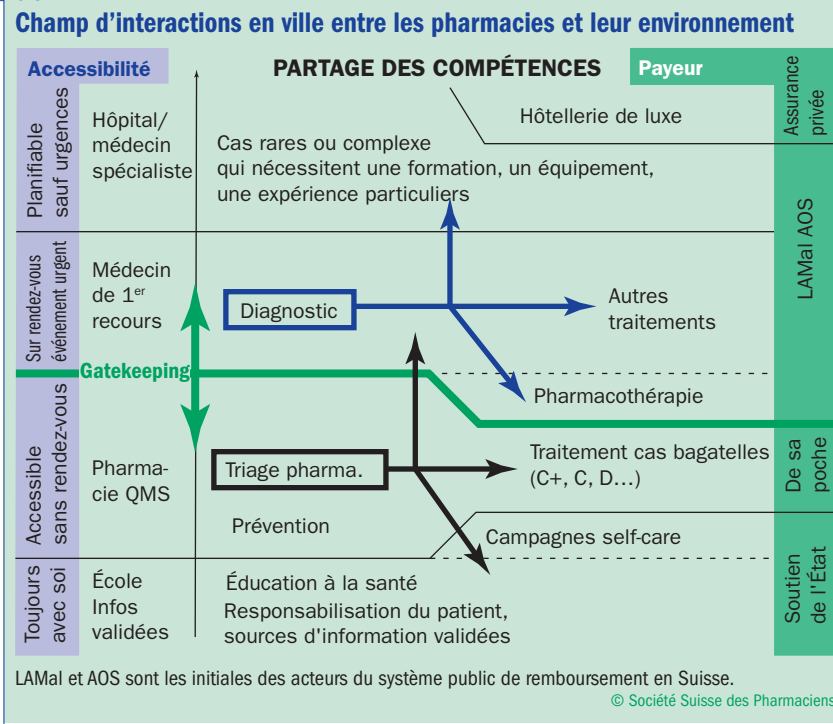 Champ d'interactions en ville entre les pharmacies et leur environnement
Accessibilité
PARTAGE DES COMPÉTENCES
Payeur
Planifiable
sauf urgences
Hôpital/
médecin
spécialiste
Cas rares ou complexe
qui nécessitent une formation, un équipement,
une expérience particuliers
Hôtellerie de luxe
Assurance
privée
Sur rendez-vous
événement urgent
Médecin
de 1er
recours
Diagnostic
Autres
traitements
LAMal AOS
Gatekeeping
Pharmacothérapie
Accessible
sans rendez-vous
Pharma-
cie QMS
Triage pharma.
Traitement cas bagatelles
(C+, C, D…)
De sa
poche
Prévention
Campagnes self-care
Toujours
avec soi
École
Infos
validées
Éducation à la santé
Responsabilisation du patient,
sources d'information validées
Soutien
de l'État
LAMal et AOS sont les initiales des acteurs du système public de remboursement en Suisse.
© Société Suisse des Pharmaciens